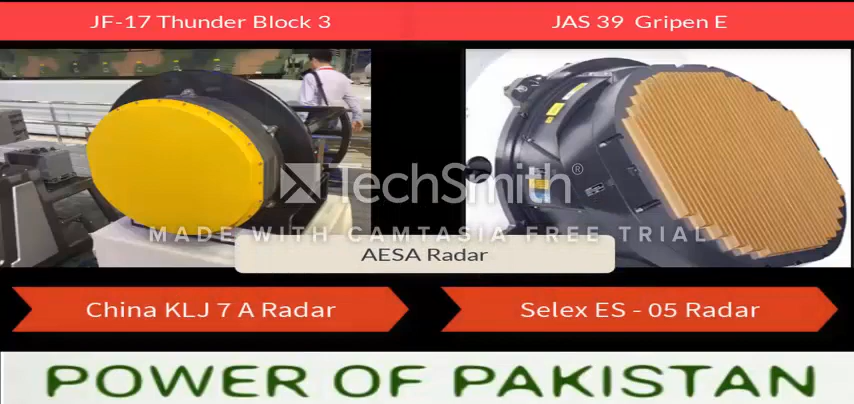 JF-17 Thunder Block 3
JAS 39 Gripen E
TechSmith®
MADE WITH CAMTASIA FREE TRIAL
AESA Radar
China KLJ 7 A Radar
Selex ES - 05 Radar
POWER OF PAKISTAN